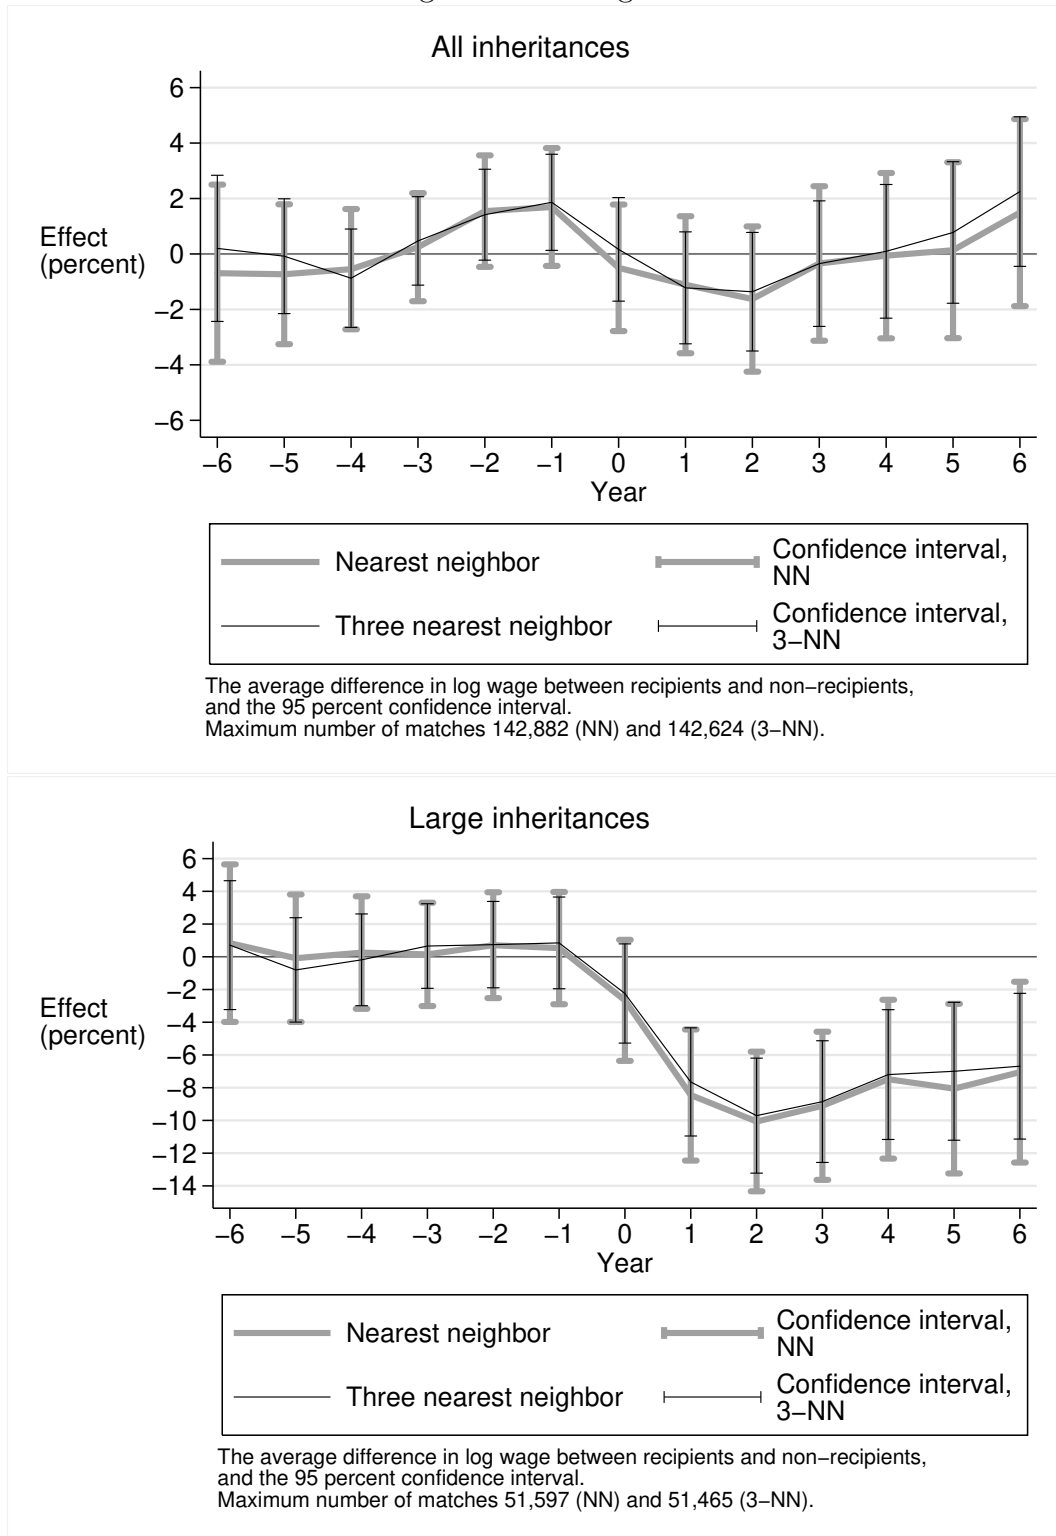 All inheritances
6
4
2
0
−2
−4
−6
Effect
(percent)
−6 −5 −4 −3 −2 −1 0 1 2 3 4 5 6
Year
Nearest neighbor
Confidence interval,
NN
Three nearest neighbor
Confidence interval,
3−NN
The average difference in log wage between recipients and non−recipients,
and the 95 percent confidence interval.
Maximum number of matches 142,882 (NN) and 142,624 (3−NN).
Large inheritances
6
4
2
0
−2
−4
−6
−8
−10
−12
−14
Effect
(percent)
−6 −5 −4 −3 −2 −1 0 1 2 3 4 5 6
Year
Nearest neighbor
Confidence interval,
NN
Three nearest neighbor
Confidence interval,
3−NN
The average difference in log wage between recipients and non−recipients,
and the 95 percent confidence interval.
Maximum number of matches 51,597 (NN) and 51,465 (3−NN).